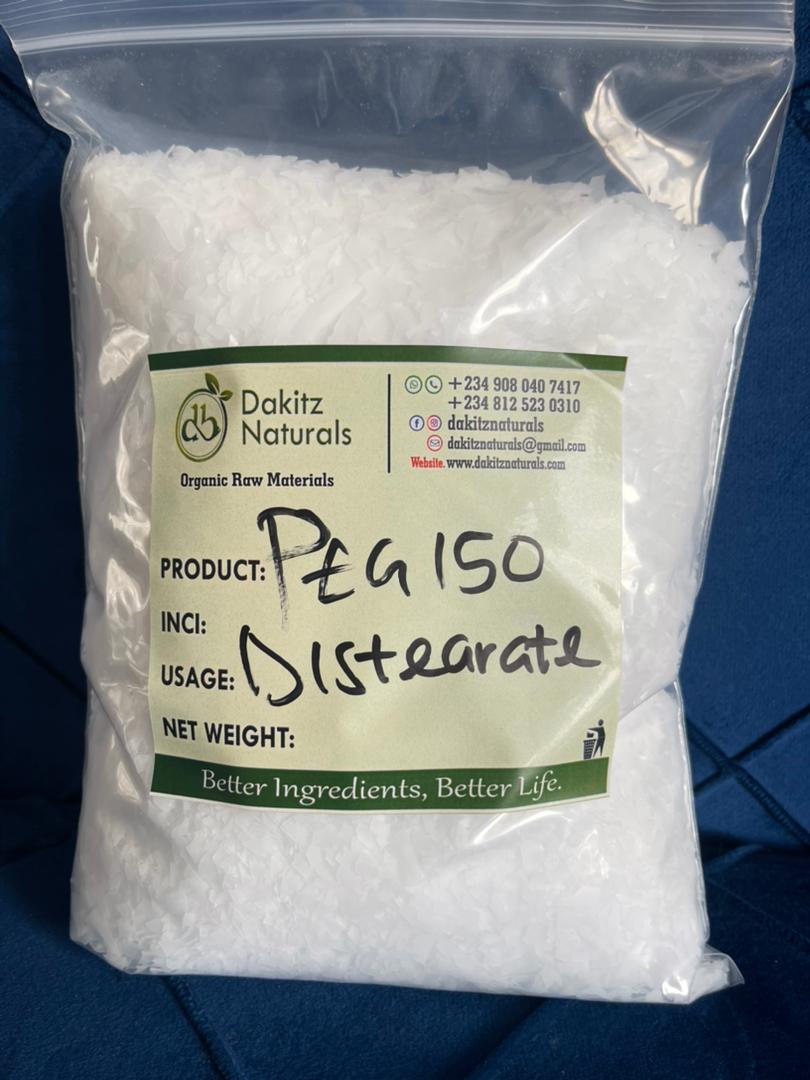 Dakitz
Naturals
Organic Raw Materials
+234 908 040 7417
+234 812 523 0310
dakitznaturals
dakitznaturals@gmail.com
Website. www.dakitznaturals.com
PRODUCT: PEG 150
INCI:
Distearate
USAGE:
NET WEIGHT:
Better Ingredients, Better Life.